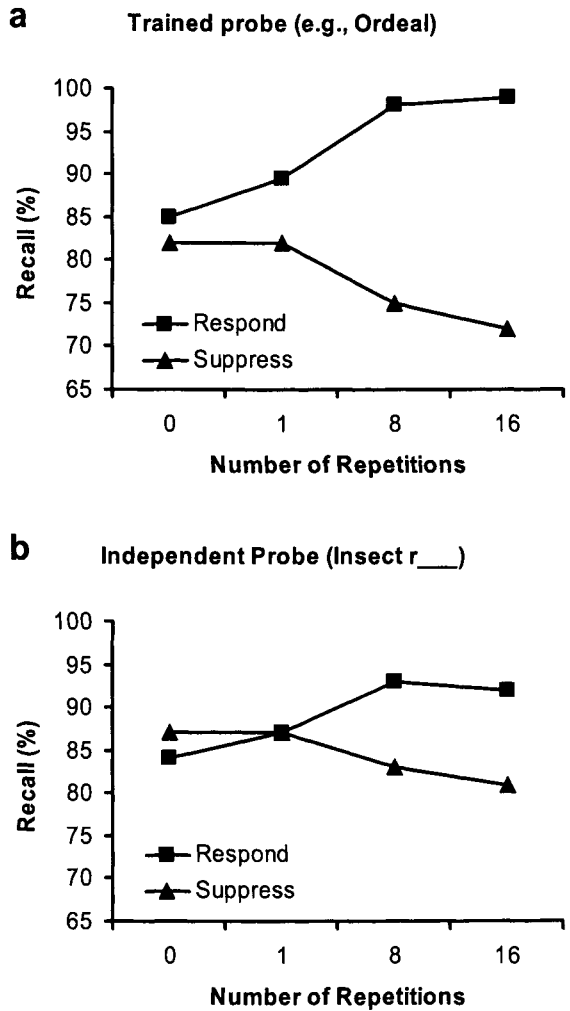 a
Trained probe (e.g., Ordeal)
100
95
90
85
80
75
70
65
Recall (%)
Respond
Suppress
0 1 8 16
Number of Repetitions
b
Independent Probe (Insect r___)
100
95
90
85
80
75
70
65
Recall (%)
Respond
Suppress
0 1 8 16
Number of Repetitions